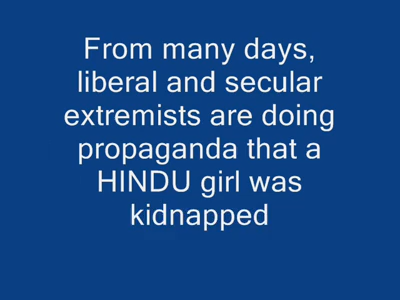 From many days,
liberal and secular
extremists are doing
propaganda that a
HINDU girl was
kidnapped